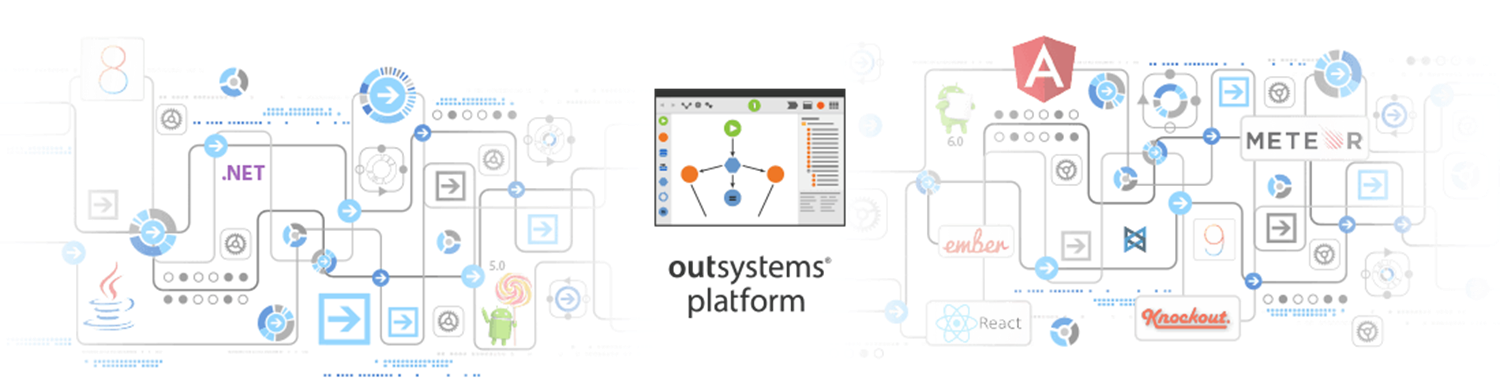 8
.NET
5.0
outsystems®
platform
6.0
METEOR
ember
9
React
Knockout.